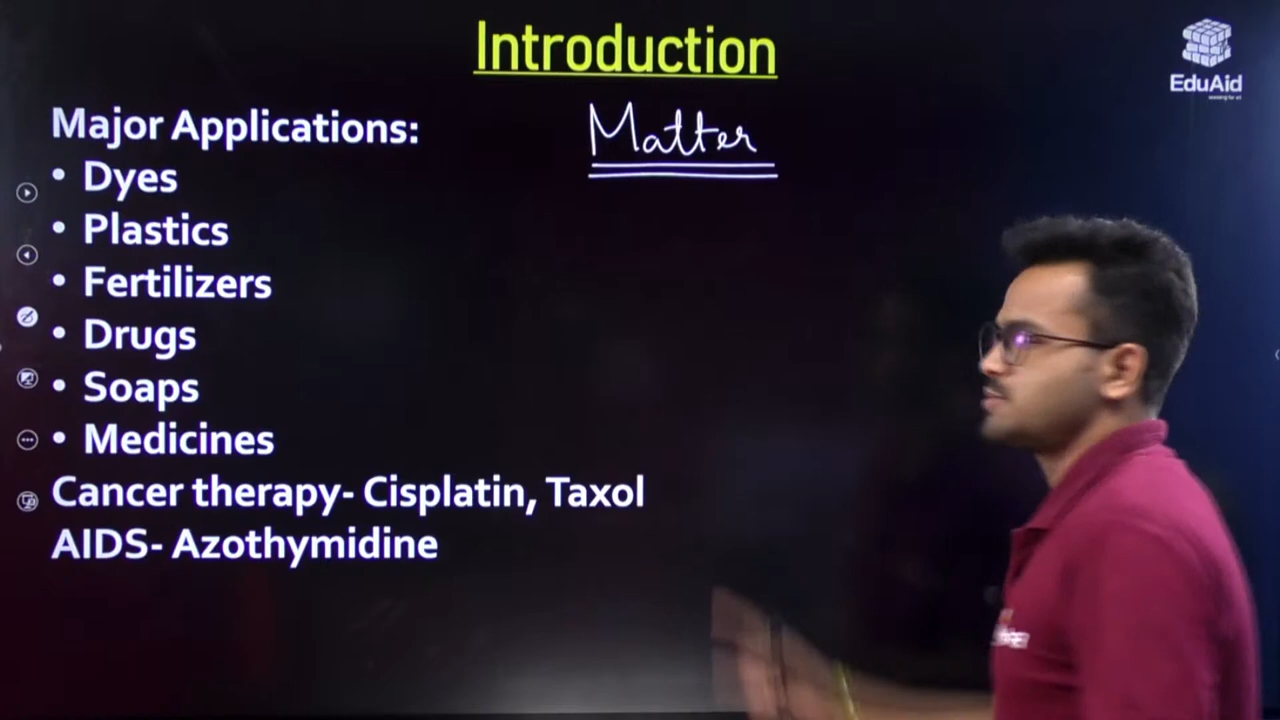 Introduction
EduAid
Major Applications:
Matter
• Dyes
• Plastics
• Fertilizers
• Drugs
• Soaps
• Medicines
Cancer therapy- Cisplatin, Taxol
AIDS- Azothymidine